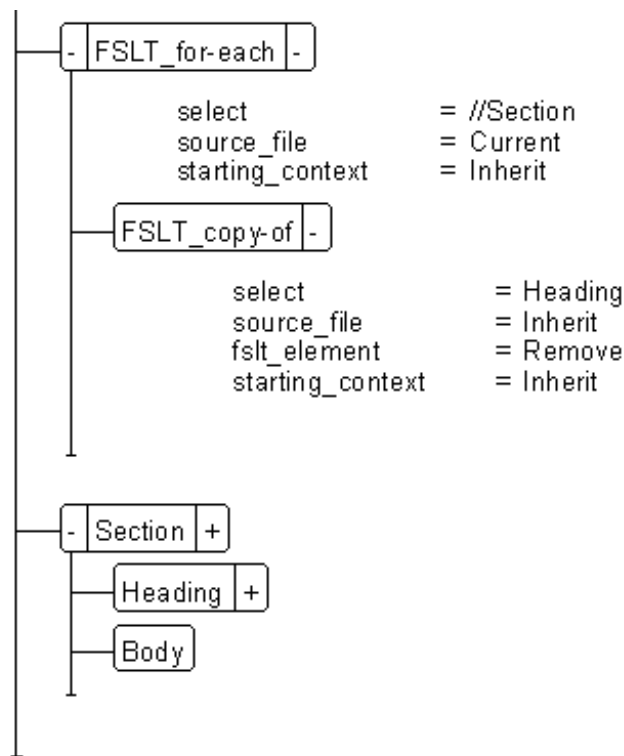 - FSLT_for-each -
select = //Section
source_file = Current
starting_context = Inherit
FSLT_copy-of -
select = Heading
source_file = Inherit
fslt_element = Remove
starting_context = Inherit
- Section +
Heading +
Body